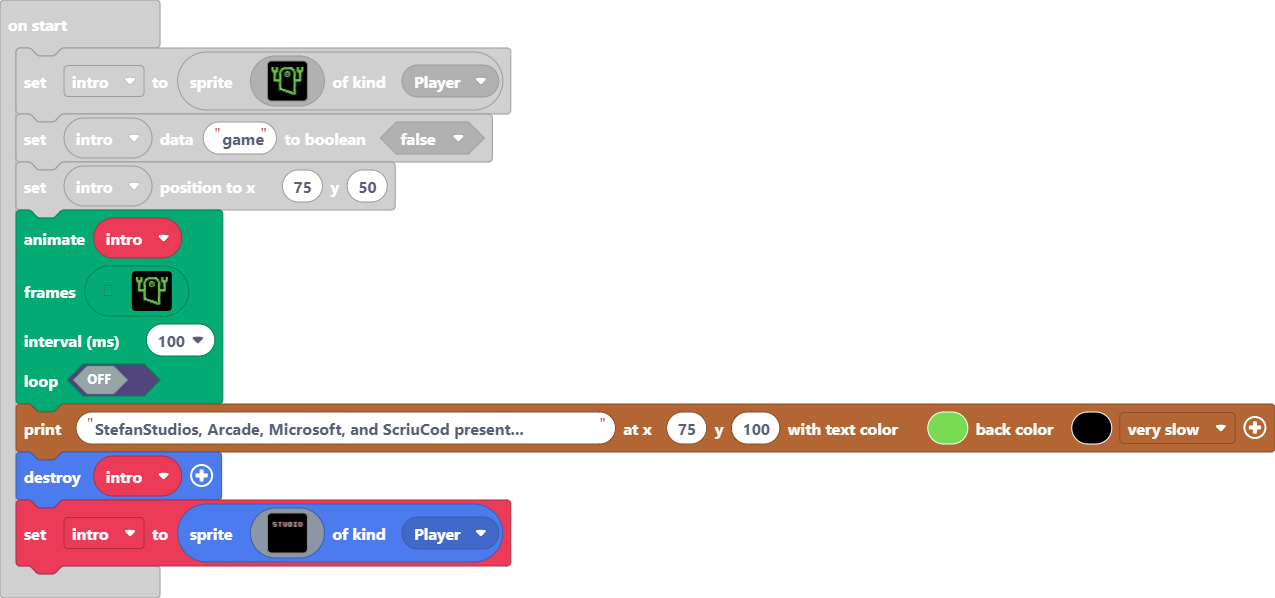 on start
set intro to sprite of kind Player
set intro data "game" to boolean false
set intro position to x 75 y 50
animate intro
frames
interval (ms) 100
loop OFF
print "StefanStudios, Arcade, Microsoft, and ScriuCod present... " at x 75 y 100 with text color back color very slow
destroy intro
set intro to sprite STUDIO of kind Player